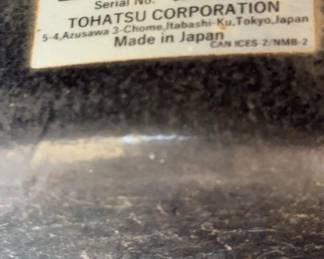 Serial No.
TOHATSU CORPORATION
5-4,Azusawa 3-Chome,Itabashi-Ku,Tokyo,Japan
Made in Japan
CAN ICES-2/NMB-2